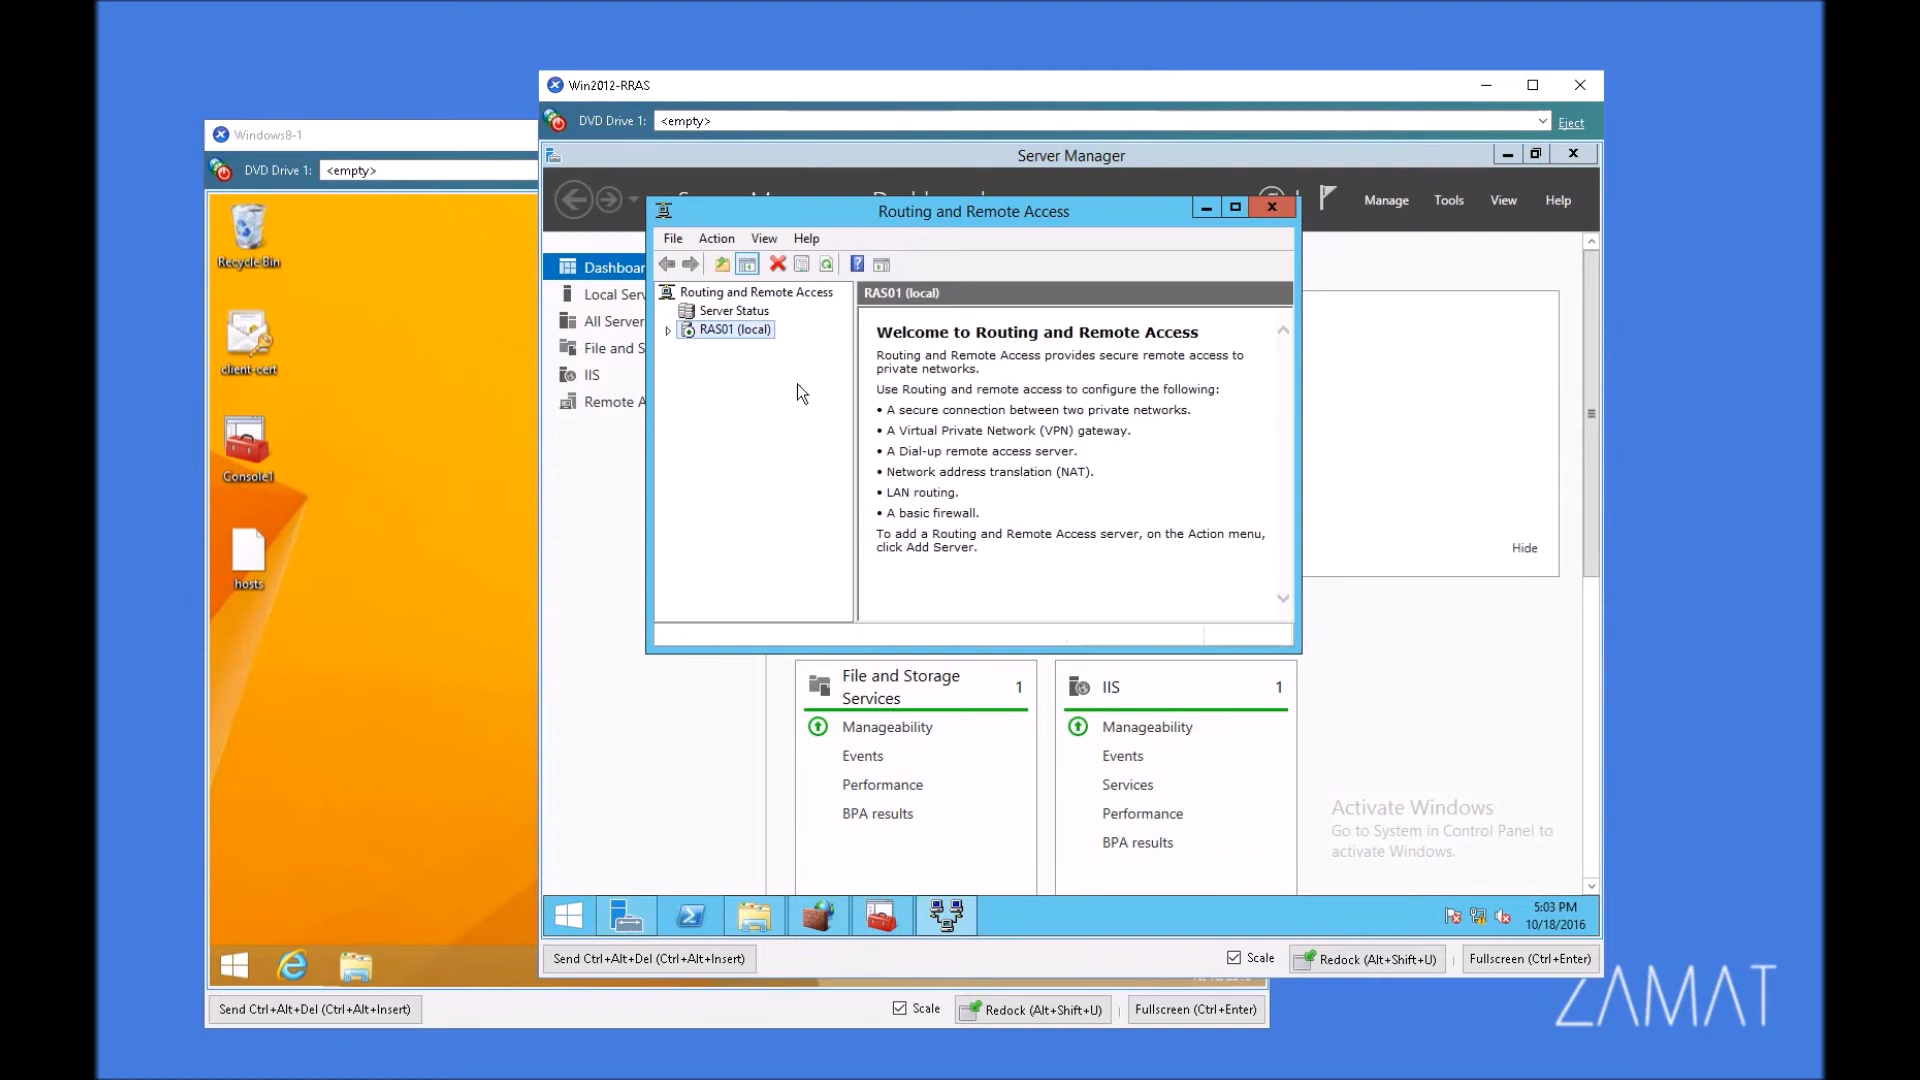 Win2012-RRAS
DVD Drive 1:
<empty>
Eject
Windows8-1
DVD Drive 1:
<empty>
Server Manager
Manage
Tools
View
Help
Routing and Remote Access
File
Action
View
Help
Routing and Remote Access
Server Status
RAS01 (local)
RAS01 (local)
Welcome to Routing and Remote Access
Routing and Remote Access provides secure remote access to
private networks.
Use Routing and remote access to configure the following:
• A secure connection between two private networks.
• A Virtual Private Network (VPN) gateway.
• A Dial-up remote access server.
• Network address translation (NAT).
• LAN routing.
• A basic firewall.
To add a Routing and Remote Access server, on the Action menu,
click Add Server.
Dashboar
Local Serv
All Server
File and S
IIS
Remote A
Hide
Recycle Bin
client-cert
Console1
hosts
File and Storage
Services
1
Manageability
Events
Performance
BPA results
IIS
1
Manageability
Events
Services
Performance
BPA results
Activate Windows
Go to System in Control Panel to
activate Windows.
5:03 PM
10/18/2016
Send Ctrl+Alt+Del (Ctrl+Alt+Insert)
Scale
Redock (Alt+Shift+U)
Fullscreen (Ctrl+Enter)
Send Ctrl+Alt+Del (Ctrl+Alt+Insert)
Scale
Redock (Alt+Shift+U)
Fullscreen (Ctrl+Enter)
ZAMAT